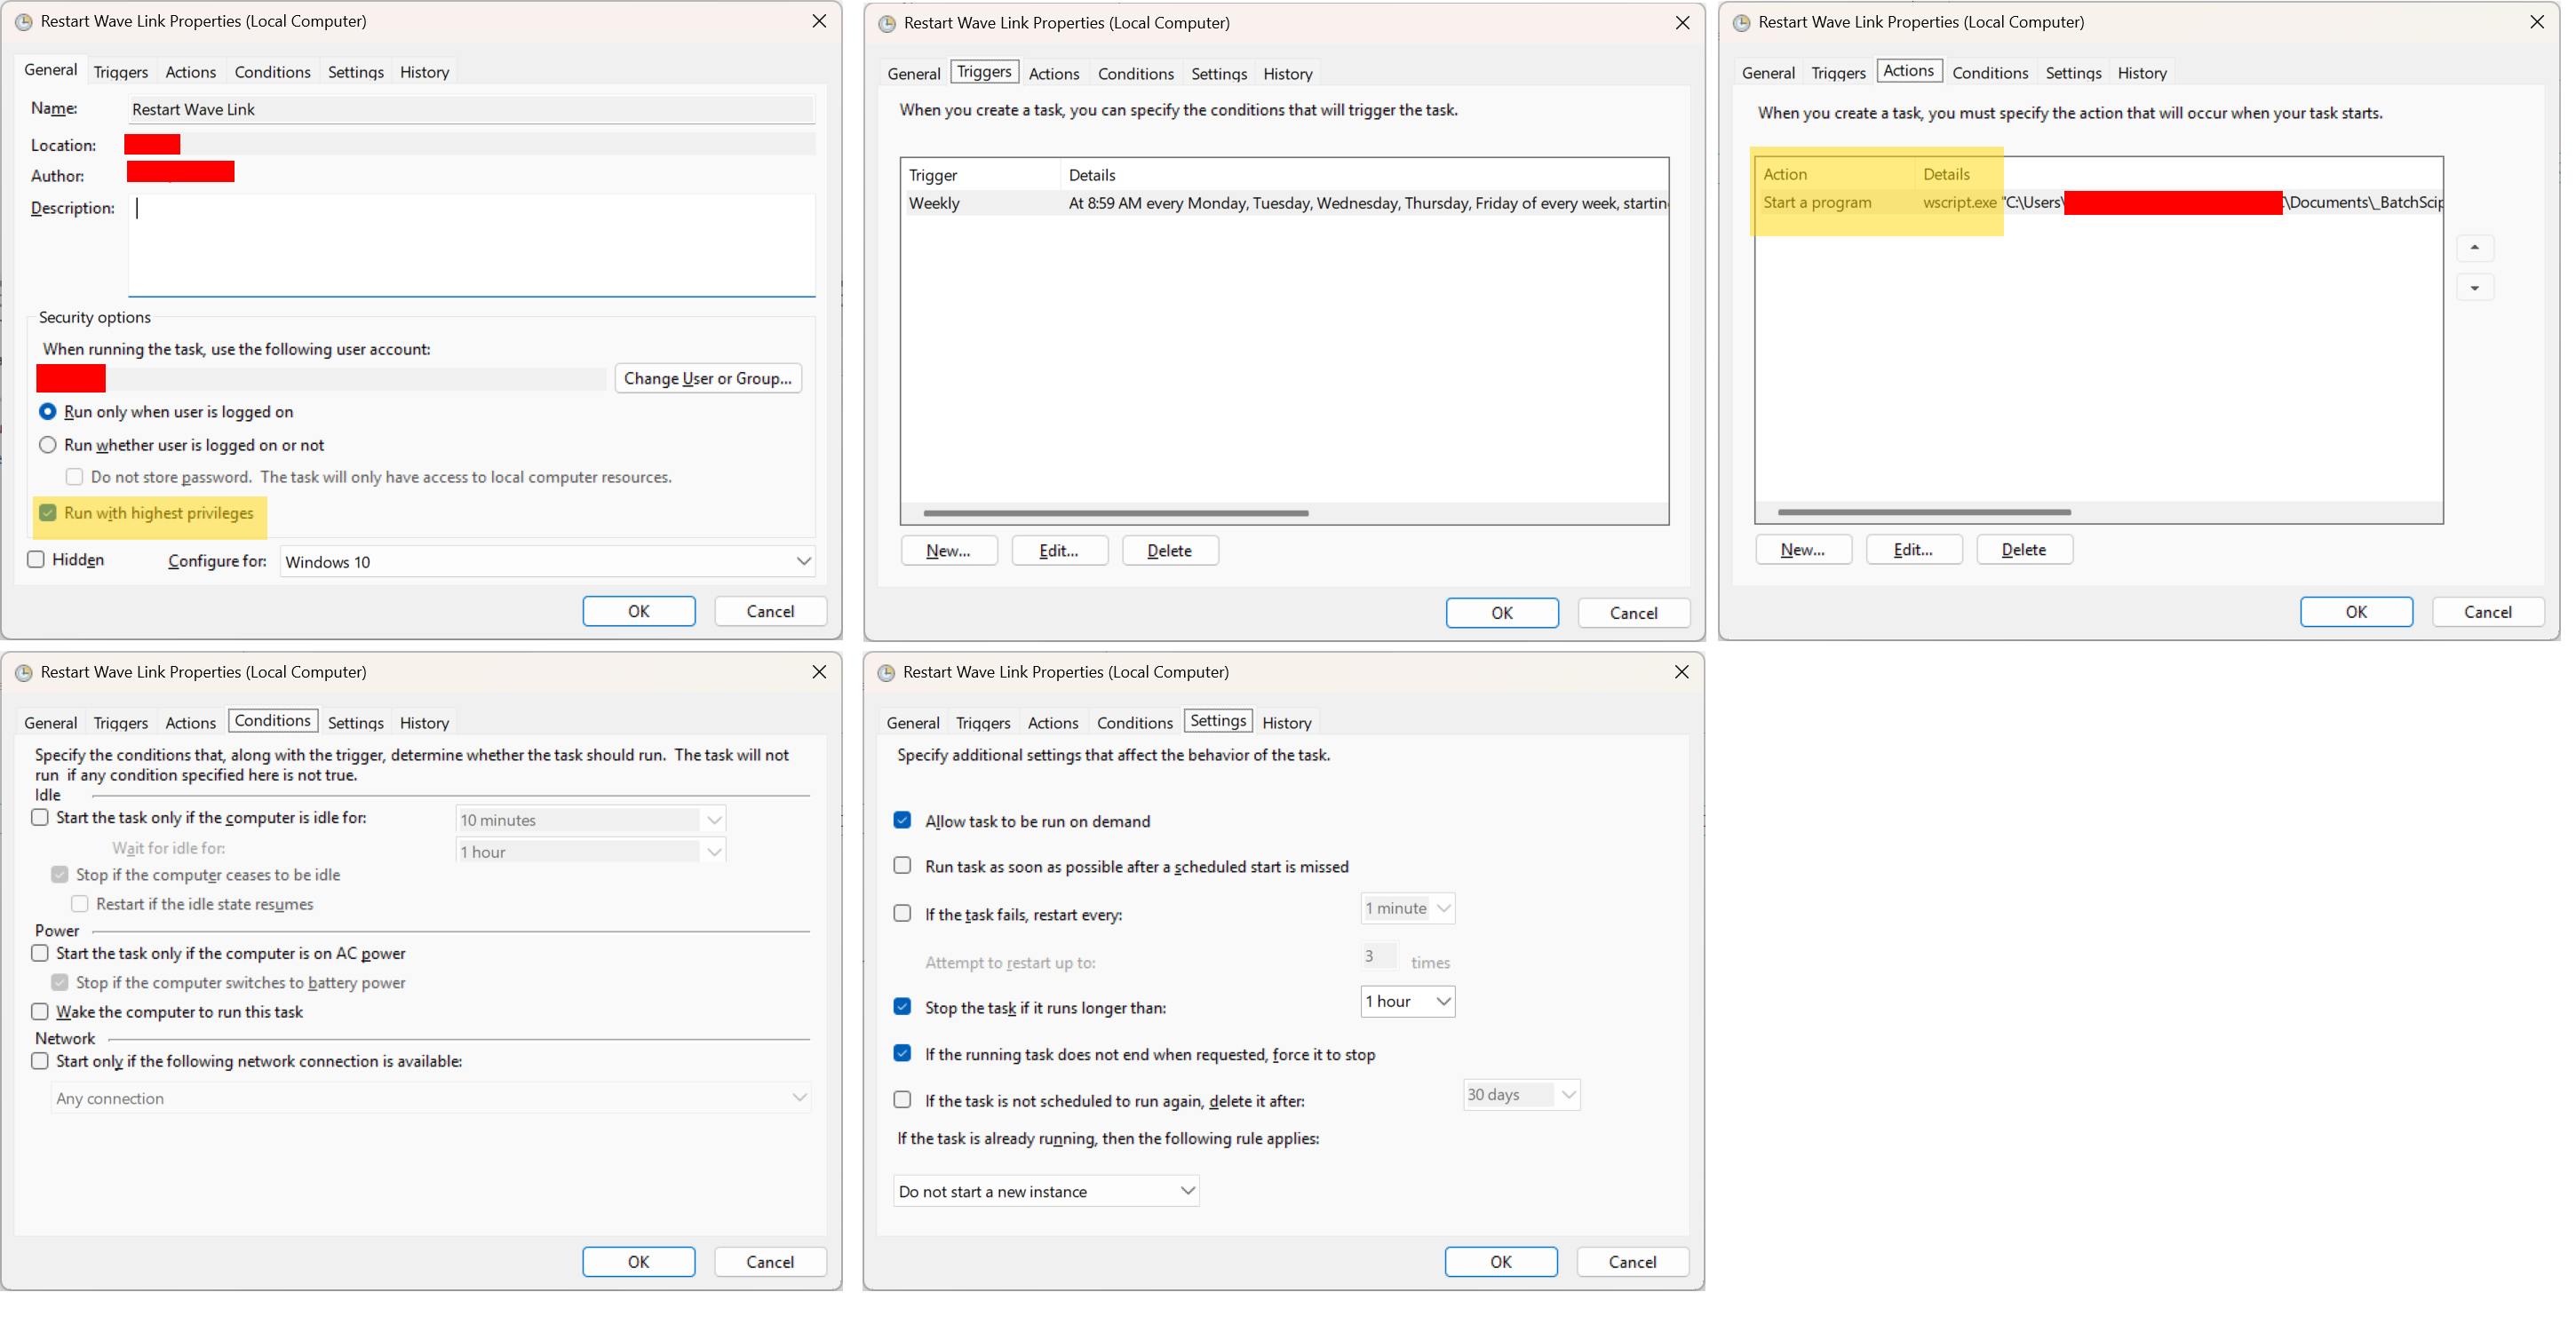 Restart Wave Link Properties (Local Computer)
General Triggers Actions Conditions Settings History
Name: Restart Wave Link
Location:
Author:
Description:
Security options
When running the task, use the following user account:
Change User or Group...
Run only when user is logged on
Run whether user is logged on or not
Do not store password. The task will only have access to local computer resources.
Run with highest privileges
Hidden Configure for: Windows 10
OK Cancel
Restart Wave Link Properties (Local Computer)
General Triggers Actions Conditions Settings History
When you create a task, you can specify the conditions that will trigger the task.
Trigger Details
Weekly At 8:59 AM every Monday, Tuesday, Wednesday, Thursday, Friday of every week, startin
New... Edit... Delete
OK Cancel
Restart Wave Link Properties (Local Computer)
General Triggers Actions Conditions Settings History
When you create a task, you must specify the action that will occur when your task starts.
Action Details
Start a program wscript.exe "C:\Users\ \Documents\_BatchScip
New... Edit... Delete
OK Cancel
Restart Wave Link Properties (Local Computer)
General Triggers Actions Conditions Settings History
Specify the conditions that, along with the trigger, determine whether the task should run. The task will not
run if any condition specified here is not true.
Idle
Start the task only if the computer is idle for: 10 minutes
Wait for idle for: 1 hour
Stop if the computer ceases to be idle
Restart if the idle state resumes
Power
Start the task only if the computer is on AC power
Stop if the computer switches to battery power
Wake the computer to run this task
Network
Start only if the following network connection is available:
Any connection
OK Cancel
Restart Wave Link Properties (Local Computer)
General Triggers Actions Conditions Settings History
Specify additional settings that affect the behavior of the task.
Allow task to be run on demand
Run task as soon as possible after a scheduled start is missed
If the task fails, restart every: 1 minute
Attempt to restart up to: 3 times
Stop the task if it runs longer than: 1 hour
If the running task does not end when requested, force it to stop
If the task is not scheduled to run again, delete it after: 30 days
If the task is already running, then the following rule applies:
Do not start a new instance
OK Cancel